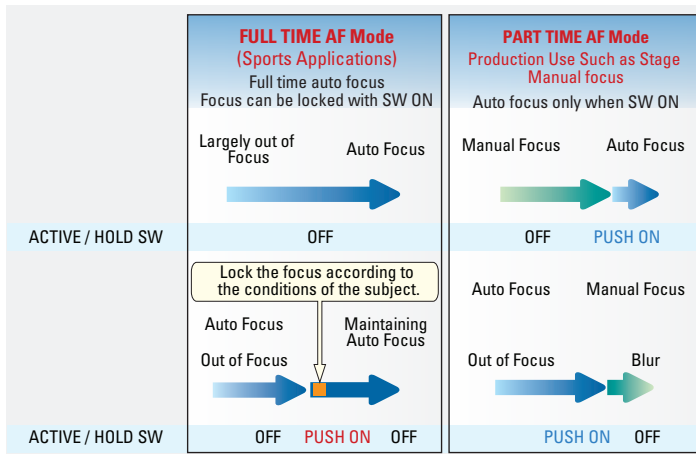 FULL TIME AF Mode
(Sports Applications)
Full time auto focus
Focus can be locked with SW ON
Largely out of
Focus
Auto Focus
ACTIVE / HOLD SW
OFF
Lock the focus according to
the conditions of the subject.
Auto Focus
Maintaining
Auto Focus
Out of Focus
ACTIVE / HOLD SW
OFF
PUSH ON
OFF
PART TIME AF Mode
Production Use Such as Stage
Manual focus
Auto focus only when SW ON
Manual Focus
Auto Focus
OFF
PUSH ON
Auto Focus
Manual Focus
Out of Focus
Blur
PUSH ON
OFF